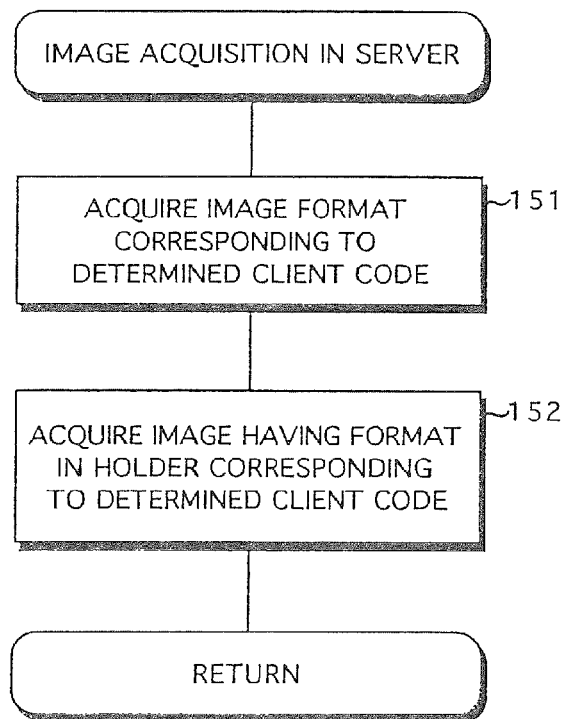 IMAGE ACQUISITION IN SERVER
ACQUIRE IMAGE FORMAT
CORRESPONDING TO
DETERMINED CLIENT CODE
151
ACQUIRE IMAGE HAVING FORMAT
IN HOLDER CORRESPONDING
TO DETERMINED CLIENT CODE
152
RETURN